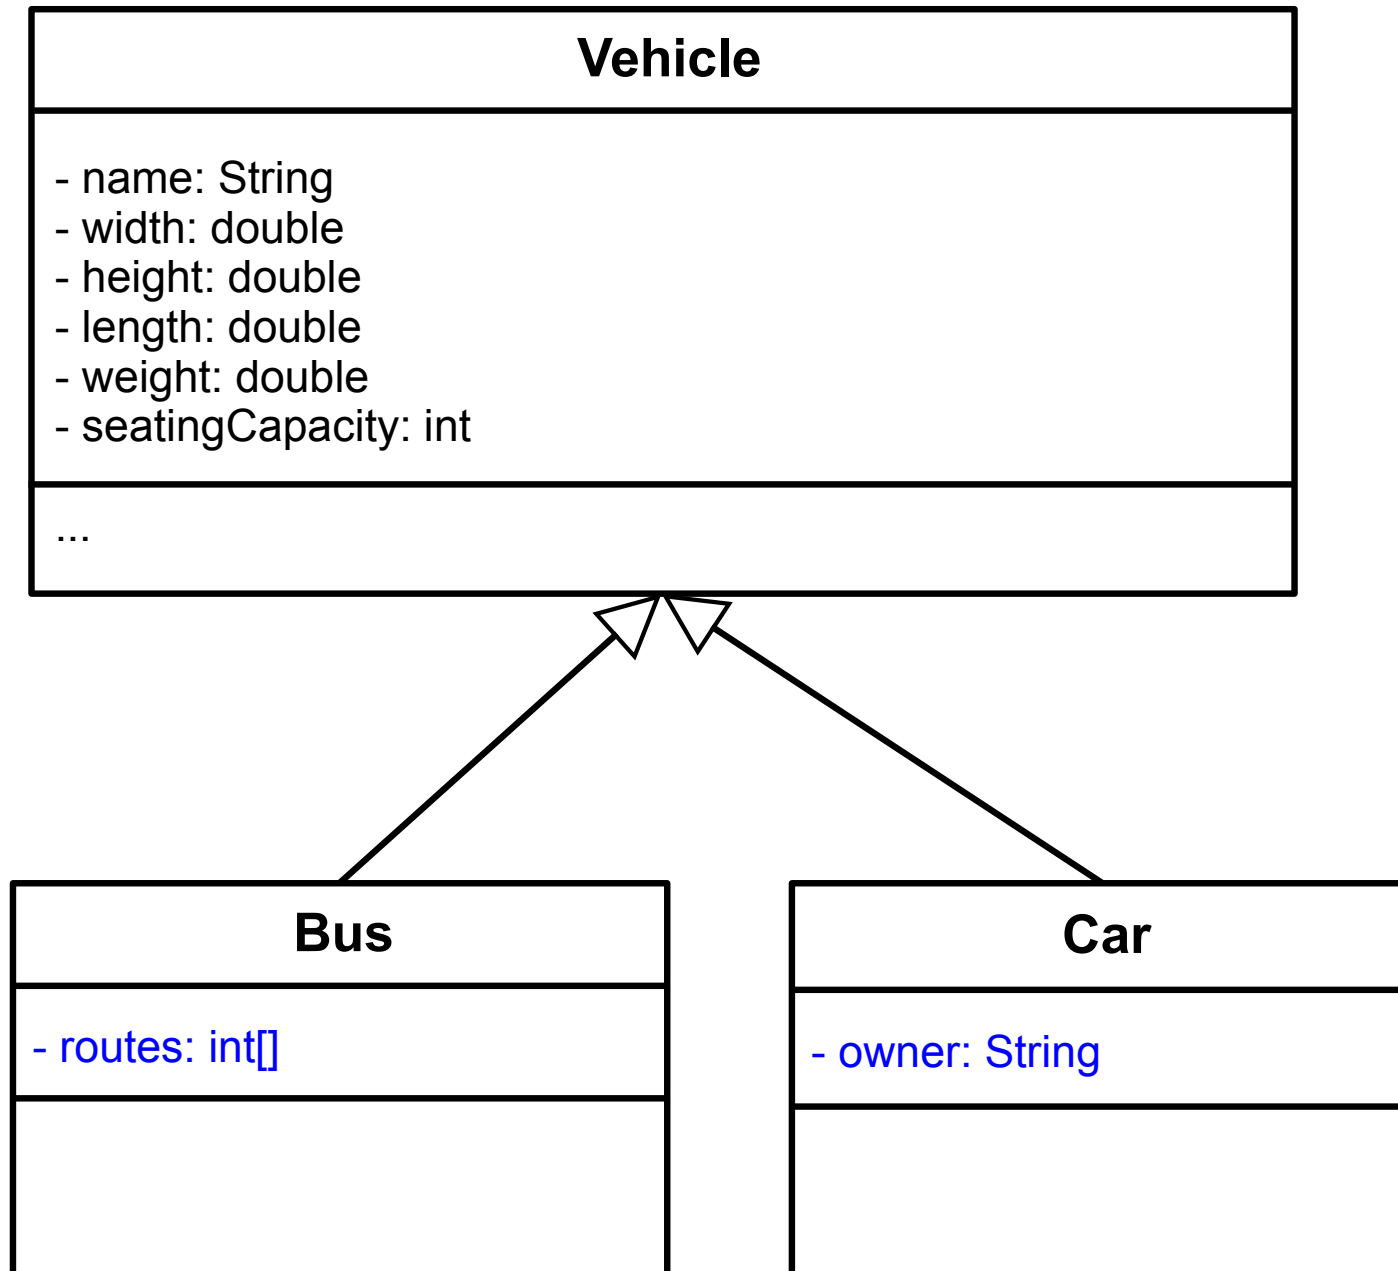 Vehicle
- name: String
- width: double
- height: double
- length: double
- weight: double
- seatingCapacity: int
...
Bus
- routes: int[]
Car
- owner: String